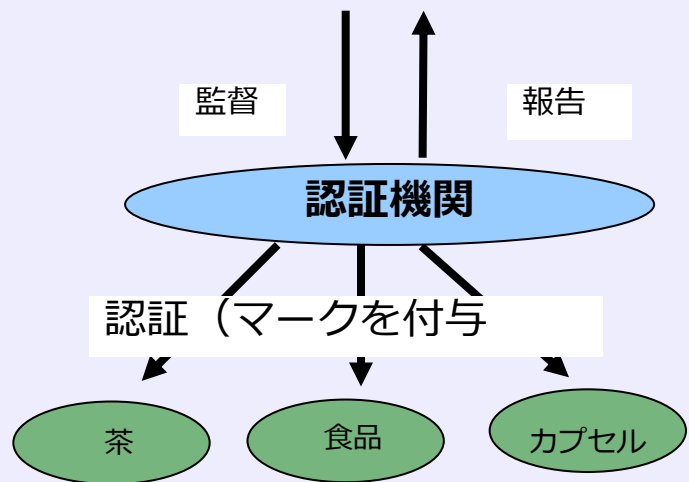 監督
報告
認証機関
認証（マークを付与
茶
食品
カプセル